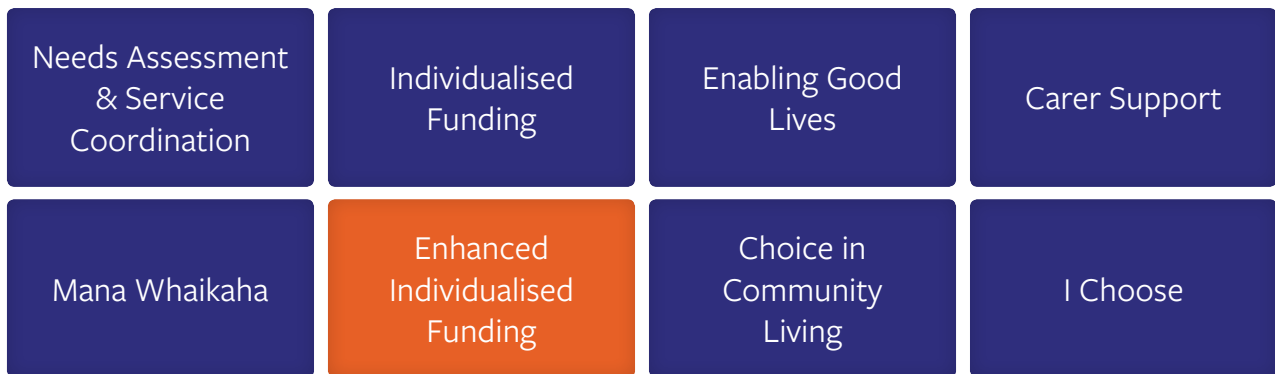 Needs Assessment
& Service
Coordination
Individualised
Funding
Enabling Good
Lives
Carer Support
Mana Whaikaha
Enhanced
Individualised
Funding
Choice in
Community
Living
I Choose